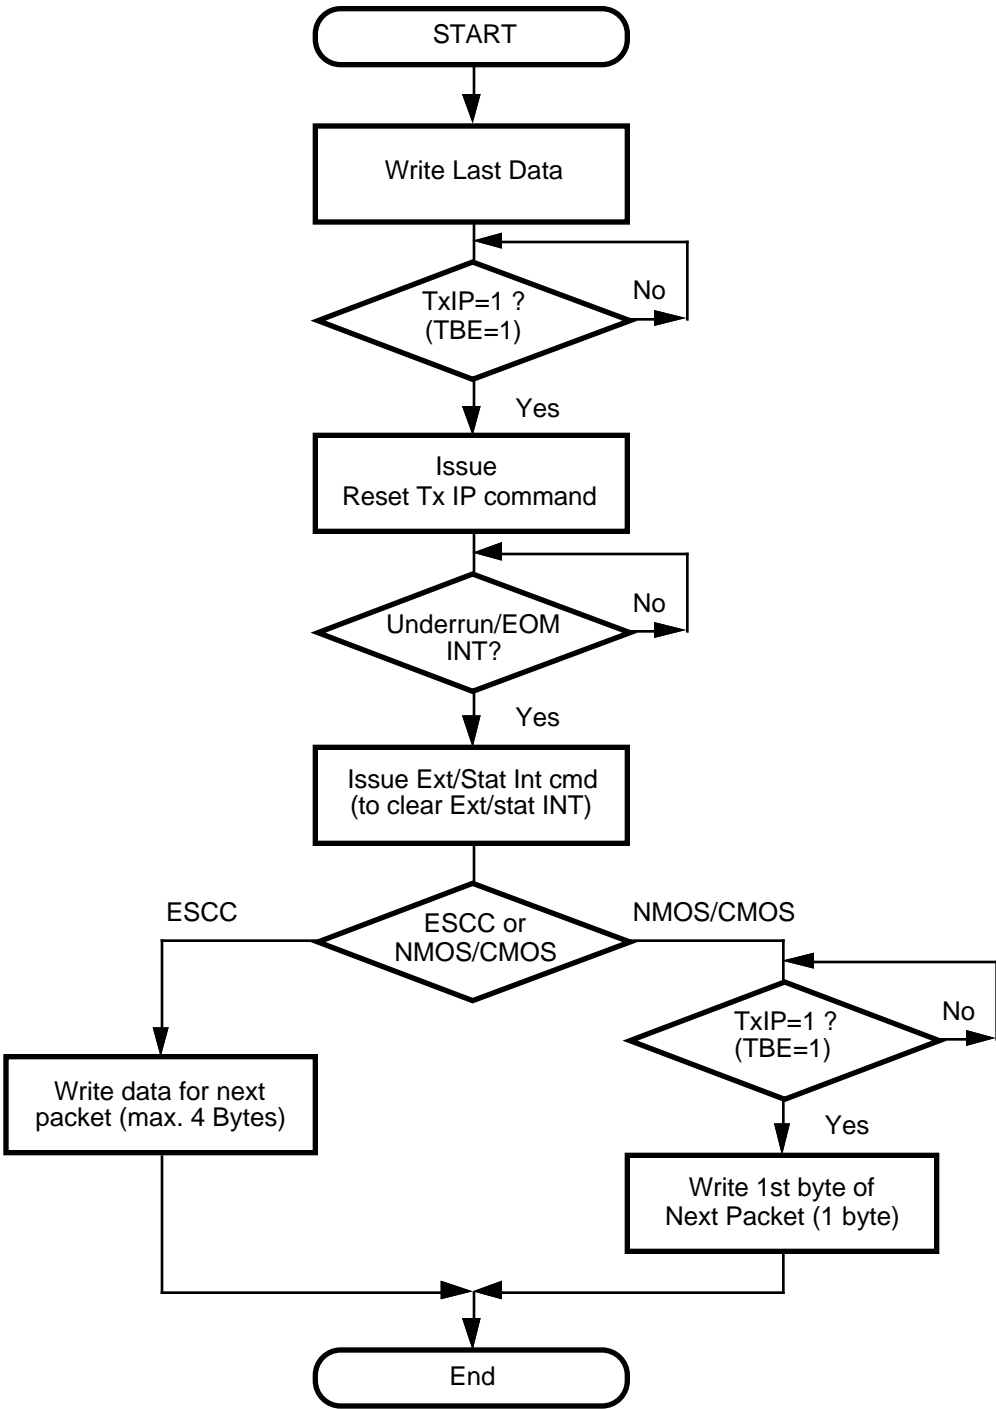 START
Write Last Data
TxIP=1 ?
(TBE=1)
No
Yes
Issue
Reset Tx IP command
Underrun/EOM
INT?
No
Yes
Issue Ext/Stat Int cmd
(to clear Ext/stat INT)
ESCC
ESCC or
NMOS/CMOS
NMOS/CMOS
TxIP=1 ?
(TBE=1)
No
Write data for next
packet (max. 4 Bytes)
Yes
Write 1st byte of
Next Packet (1 byte)
End